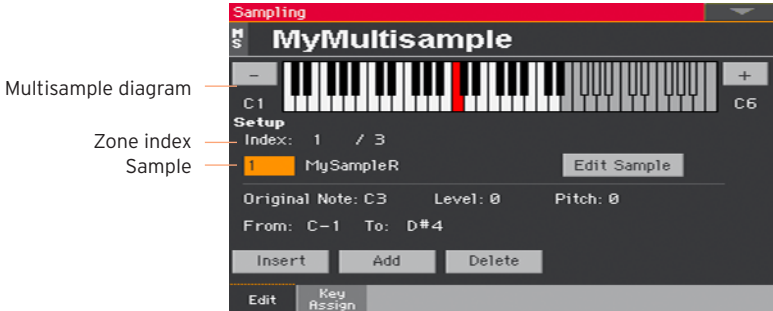 Sampling
MS MyMultisample
Multisample diagram
- +
C1 C6
Setup
Zone index
Index: 1 / 3
Sample
1 MySampleR Edit Sample
Original Note: C3 Level: 0 Pitch: 0
From: C-1 To: D#4
Insert Add Delete
Edit Key Assign